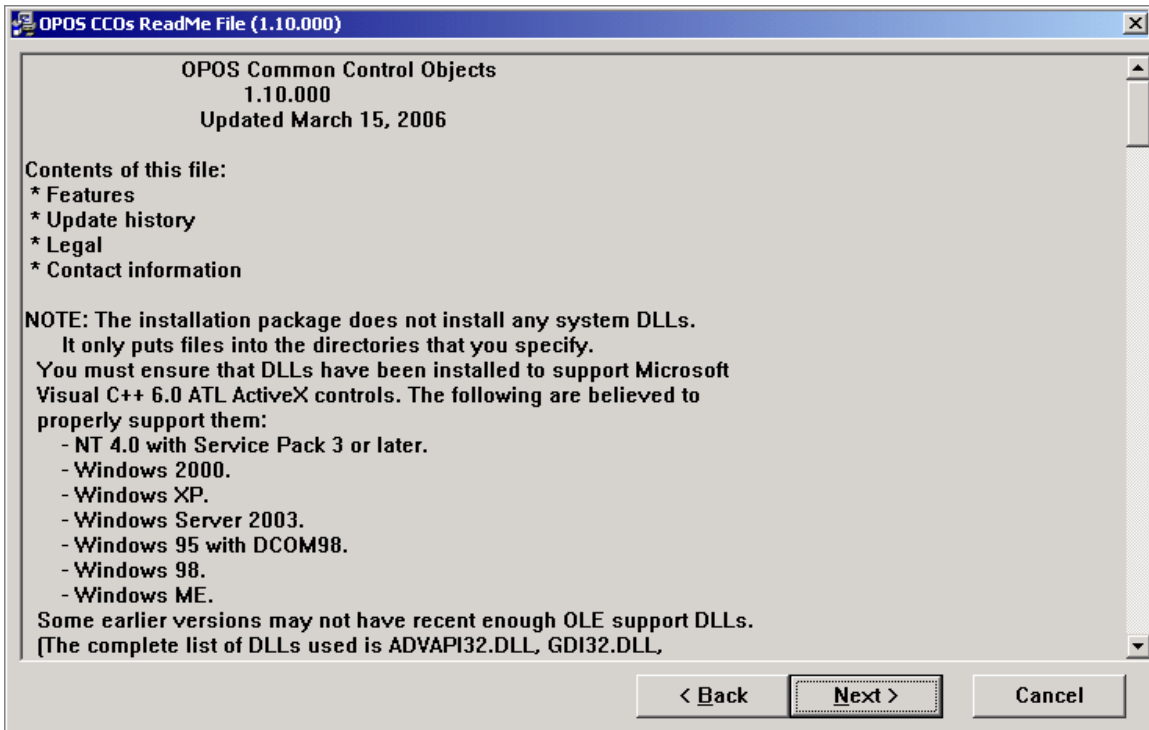 OPOS CCOs ReadMe File (1.10.000)
OPOS Common Control Objects
1.10.000
Updated March 15, 2006
Contents of this file:
* Features
* Update history
* Legal
* Contact information
NOTE: The installation package does not install any system DLLs.
It only puts files into the directories that you specify.
You must ensure that DLLs have been installed to support Microsoft
Visual C++ 6.0 ATL ActiveX controls. The following are believed to
properly support them:
- NT 4.0 with Service Pack 3 or later.
- Windows 2000.
- Windows XP.
- Windows Server 2003.
- Windows 95 with DCOM98.
- Windows 98.
- Windows ME.
Some earlier versions may not have recent enough OLE support DLLs.
(The complete list of DLLs used is ADVAPI32.DLL, GDI32.DLL,
< Back
Next >
Cancel